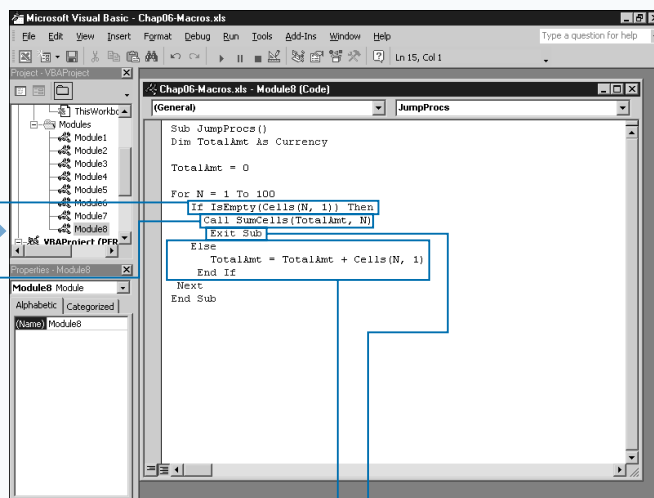 Microsoft Visual Basic - Chap06-Macros.xls
File Edit View Insert Format Debug Run Tools Add-Ins Window Help
Type a question for help
Ln 15, Col 1
Project - VBAProject
ThisWorkbo
Modules
Module1
Module2
Module3
Module4
Module5
Module6
Module7
Module8
VBAProject (PER
Properties - Module8
Module8 Module
Alphabetic Categorized
(Name) Module8
Chap06-Macros.xls - Module8 (Code)
(General) JumpProcs
Sub JumpProcs()
Dim TotalAmt As Currency
TotalAmt = 0
For N = 1 To 100
If IsEmpty(Cells(N, 1)) Then
Call SumCells(TotalAmt, N)
Exit Sub
Else
TotalAmt = TotalAmt + Cells(N, 1)
End If
Next
End Sub